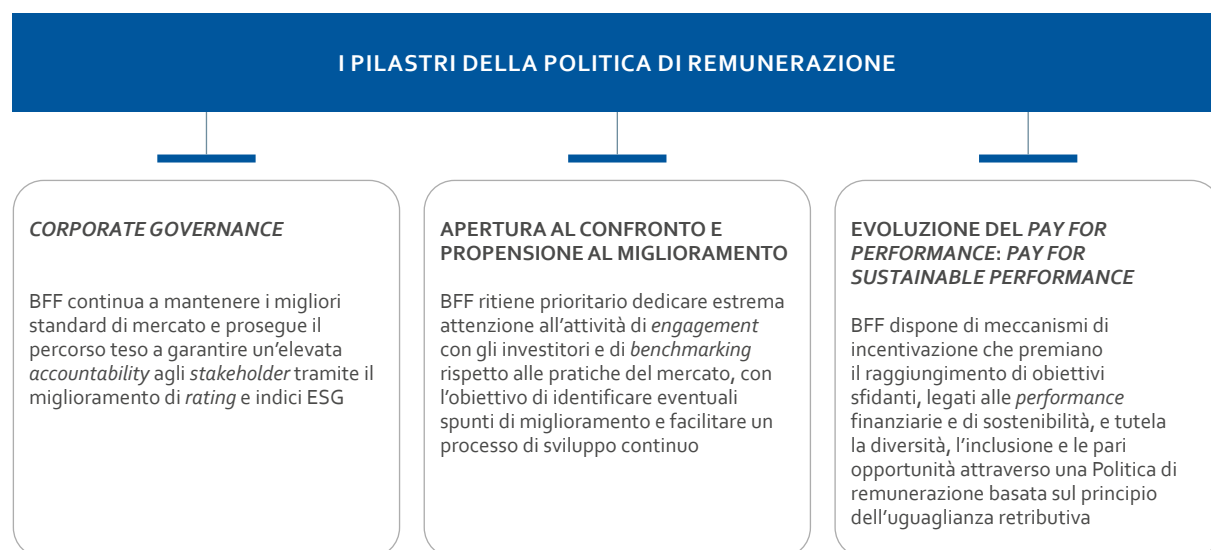 I PILASTRI DELLA POLITICA DI REMUNERAZIONE
CORPORATE GOVERNANCE
BFF continua a mantenere i migliori
standard di mercato e prosegue il
percorso teso a garantire un’elevata
accountability agli stakeholder tramite il
miglioramento di rating e indici ESG
APERTURA AL CONFRONTO E
PROPENSIONE AL MIGLIORAMENTO
BFF ritiene prioritario dedicare estrema
attenzione all’attività di engagement
con gli investitori e di benchmarking
rispetto alle pratiche del mercato, con
l’obiettivo di identificare eventuali
spunti di miglioramento e facilitare un
processo di sviluppo continuo
EVOLUZIONE DEL PAY FOR
PERFORMANCE: PAY FOR
SUSTAINABLE PERFORMANCE
BFF dispone di meccanismi di
incentivazione che premiano
il raggiungimento di obiettivi
sfidanti, legati alle performance
finanziarie e di sostenibilità, e tutela
la diversità, l’inclusione e le pari
opportunità attraverso una Politica di
remunerazione basata sul principio
dell’uguaglianza retributiva